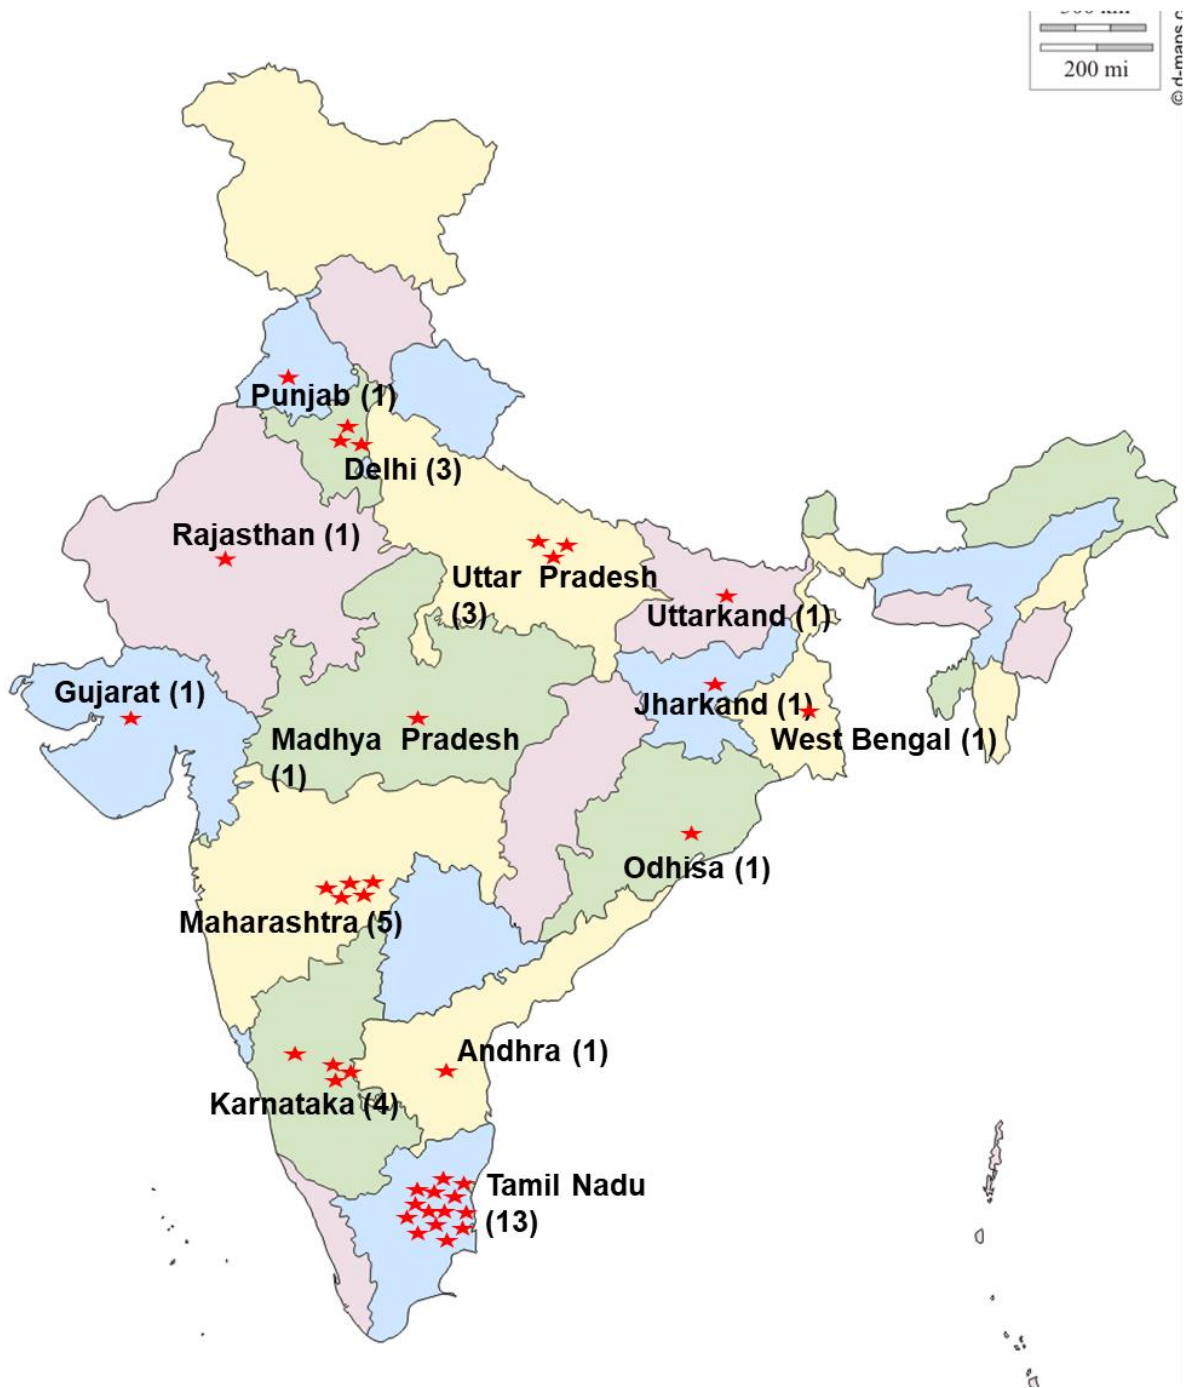 200 mi
© d-maps.c
Punjab (1)
Delhi (3)
Rajasthan (1)
Uttar Pradesh
(3)
Uttarkand (1)
Gujarat (1)
Jharkand (1)
Madhya Pradesh
(1)
West Bengal (1)
Odhisa (1)
Maharashtra (5)
Andhra (1)
Karnataka (4)
Tamil Nadu
(13)